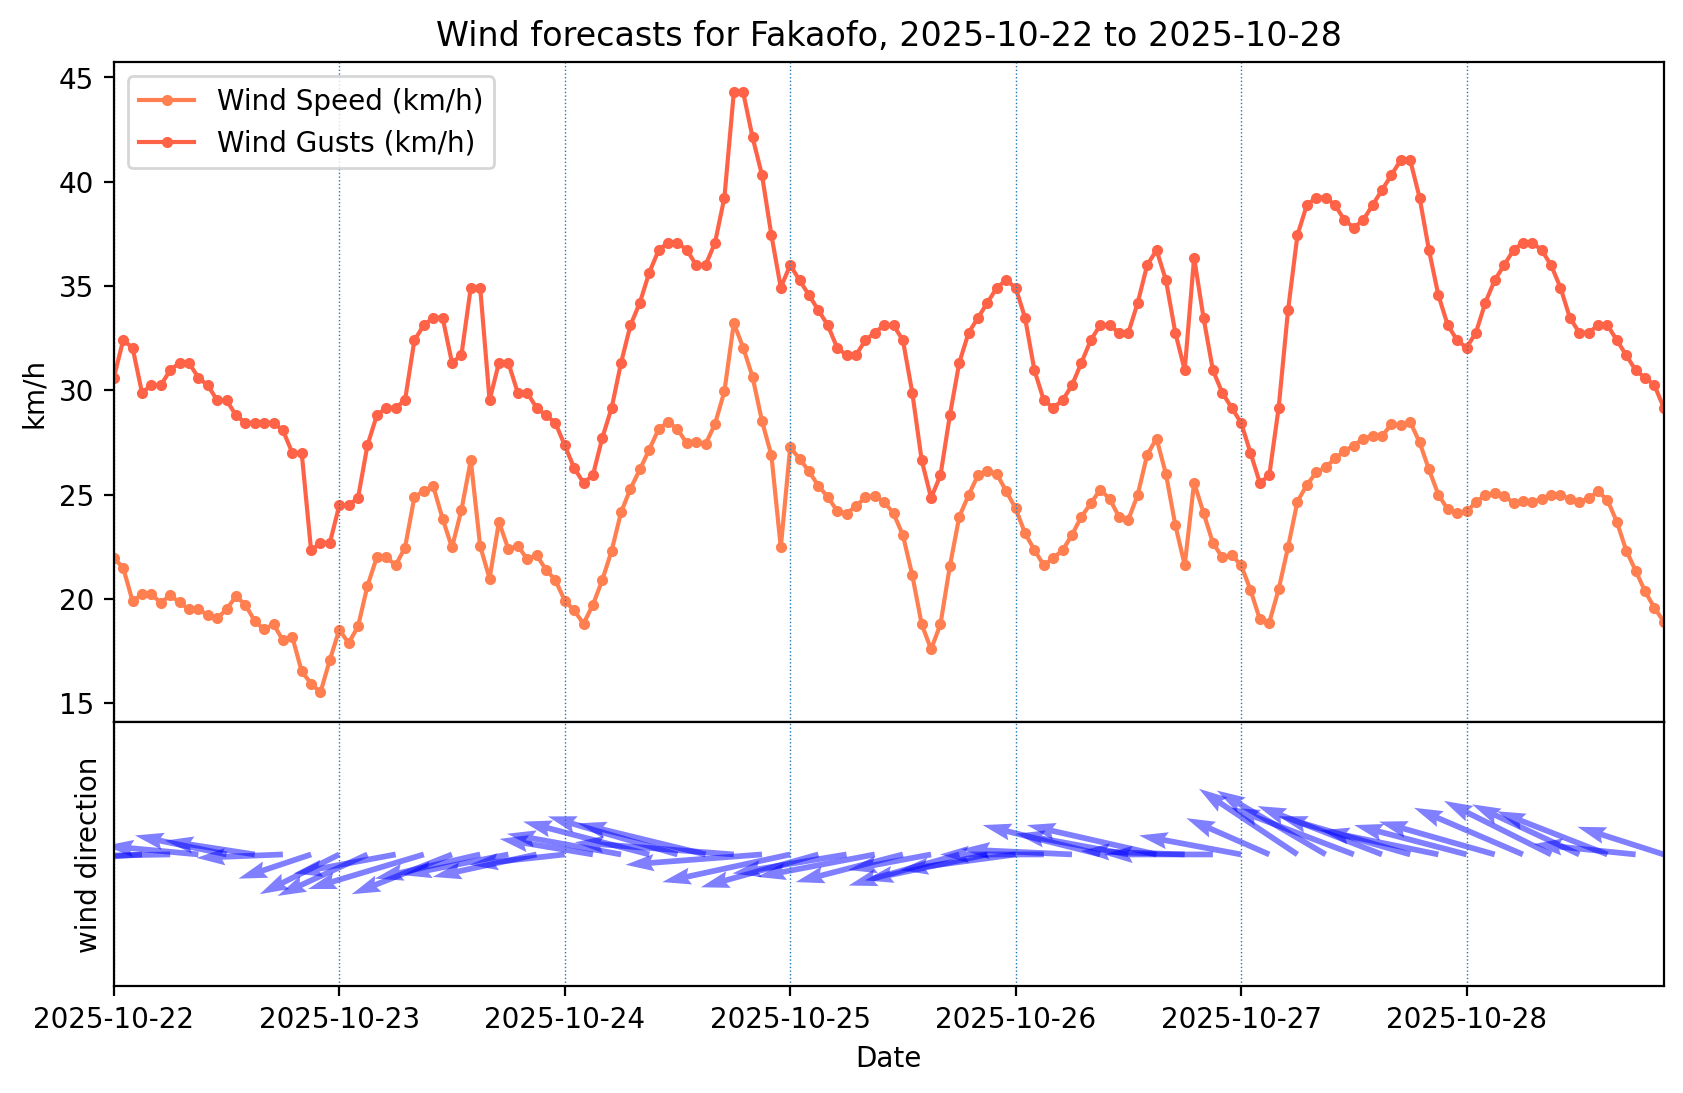 Wind forecasts for Fakaofo, 2025-10-22 to 2025-10-28
45
40
35
30
25
20
15
km/h
Wind Speed (km/h)
Wind Gusts (km/h)
wind direction
2025-10-22
2025-10-23
2025-10-24
2025-10-25
2025-10-26
2025-10-27
2025-10-28
Date